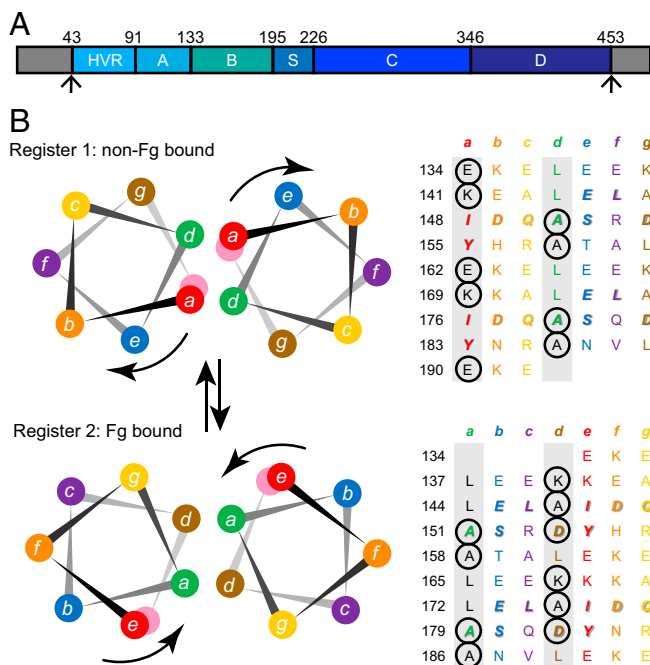 A
43 91 133 195 226 346 453
HVR A B S C D
B
Register 1: non-Fg bound
g c d f a b e
e a b f d c g
a b c d e f g
134 E K E L E E K
141 K E A L E L A
148 I D Q A S R D
155 Y H R A T A L
162 E K E L E E K
169 K K A L E L A
176 I D Q A S Q D
183 Y N R A N V L
190 E K E
Register 2: Fg bound
g c d f a b e
e b a f d c g
a b c d e f g
134 E K E
137 L E E K K E A
144 L E L A I D Q
151 A S R D Y H R
158 A T A L E K E
165 L E E K K K A
172 L E L A I D Q
179 A S Q D Y N R
186 A N V L E K E